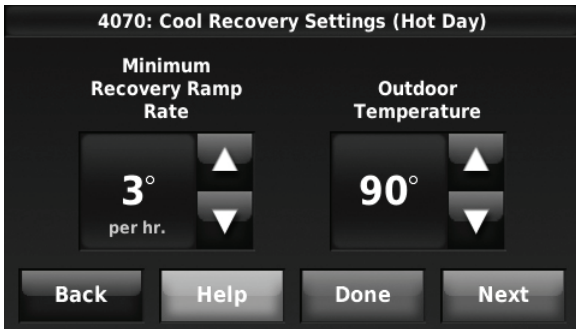 4070: Cool Recovery Settings (Hot Day)
Minimum
Recovery Ramp
Rate
3°
per hr.
Outdoor
Temperature
90°
Back
Help
Done
Next